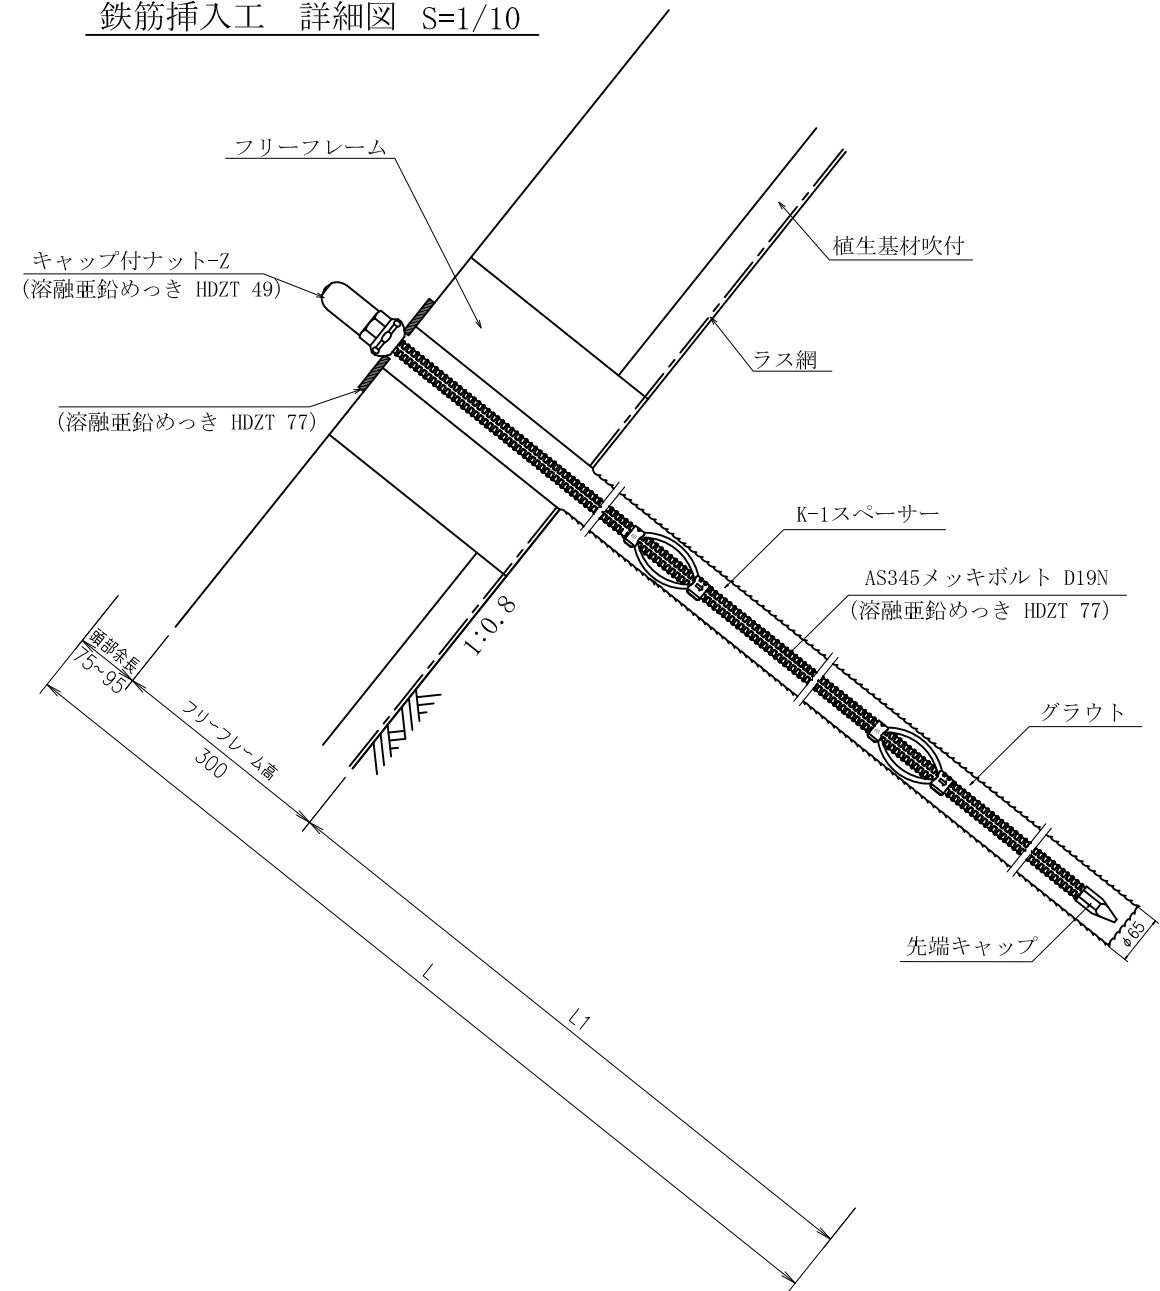 鉄筋挿入工　詳細図 S=1/10
フリーフレーム
植生基材吹付
キャップ付ナット-Z
(溶融亜鉛めっき HDZT 49)
ラス網
(溶融亜鉛めっき HDZT 77)
K-1スペーサー
AS345メッキボルト D19N
(溶融亜鉛めっき HDZT 77)
1:0.8
頭部余長
75~95
フリーフレーム高
300
グラウト
先端キャップ
φ65
L
L1